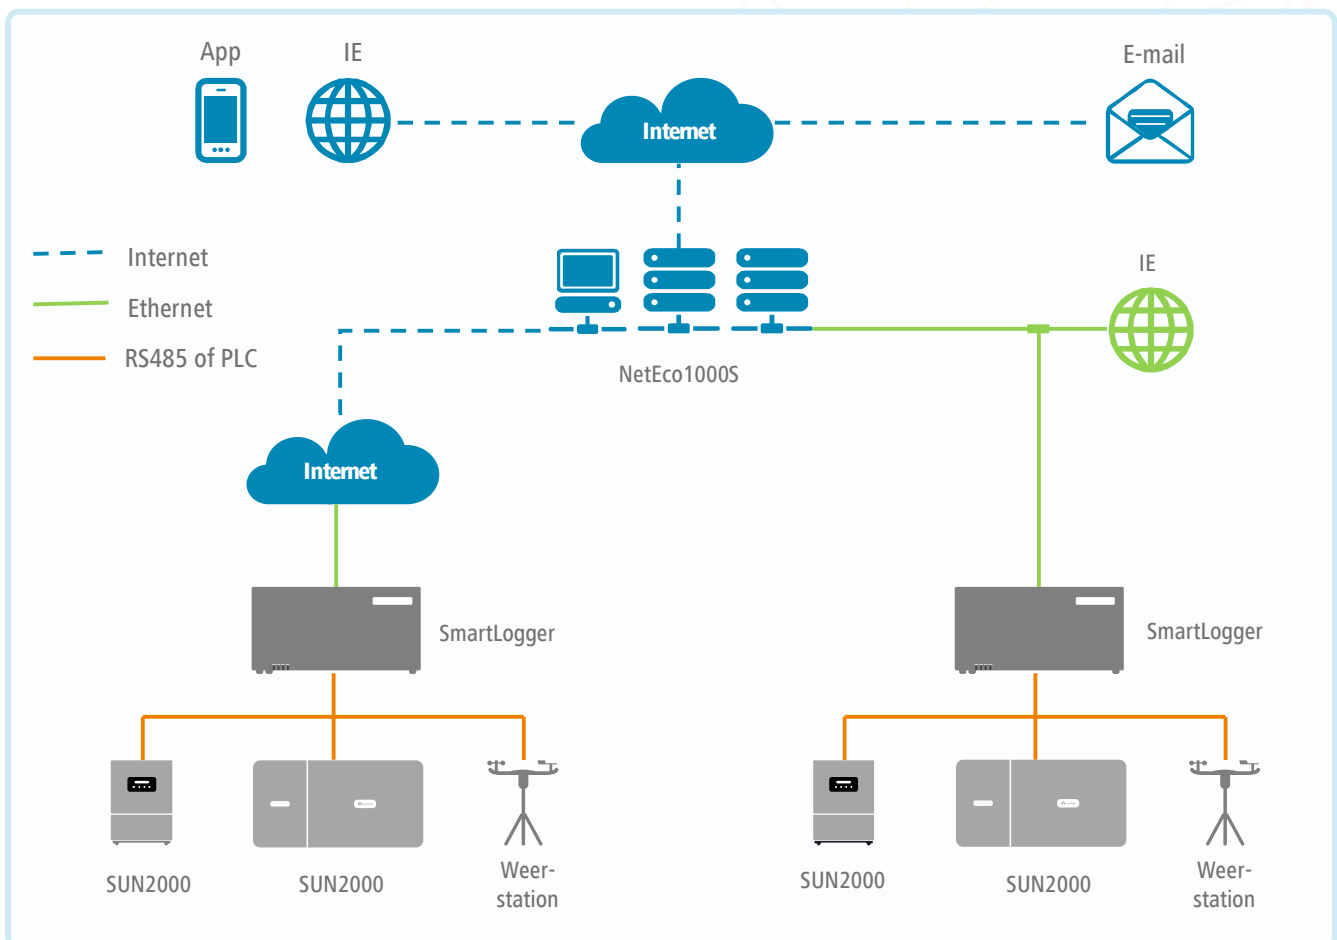 App
IE
E-mail
Internet
Internet
Ethernet
RS485 of PLC
IE
NetEco1000S
Internet
SmartLogger
SmartLogger
SUN2000
SUN2000
Weer-
station
SUN2000
SUN2000
Weer-
station